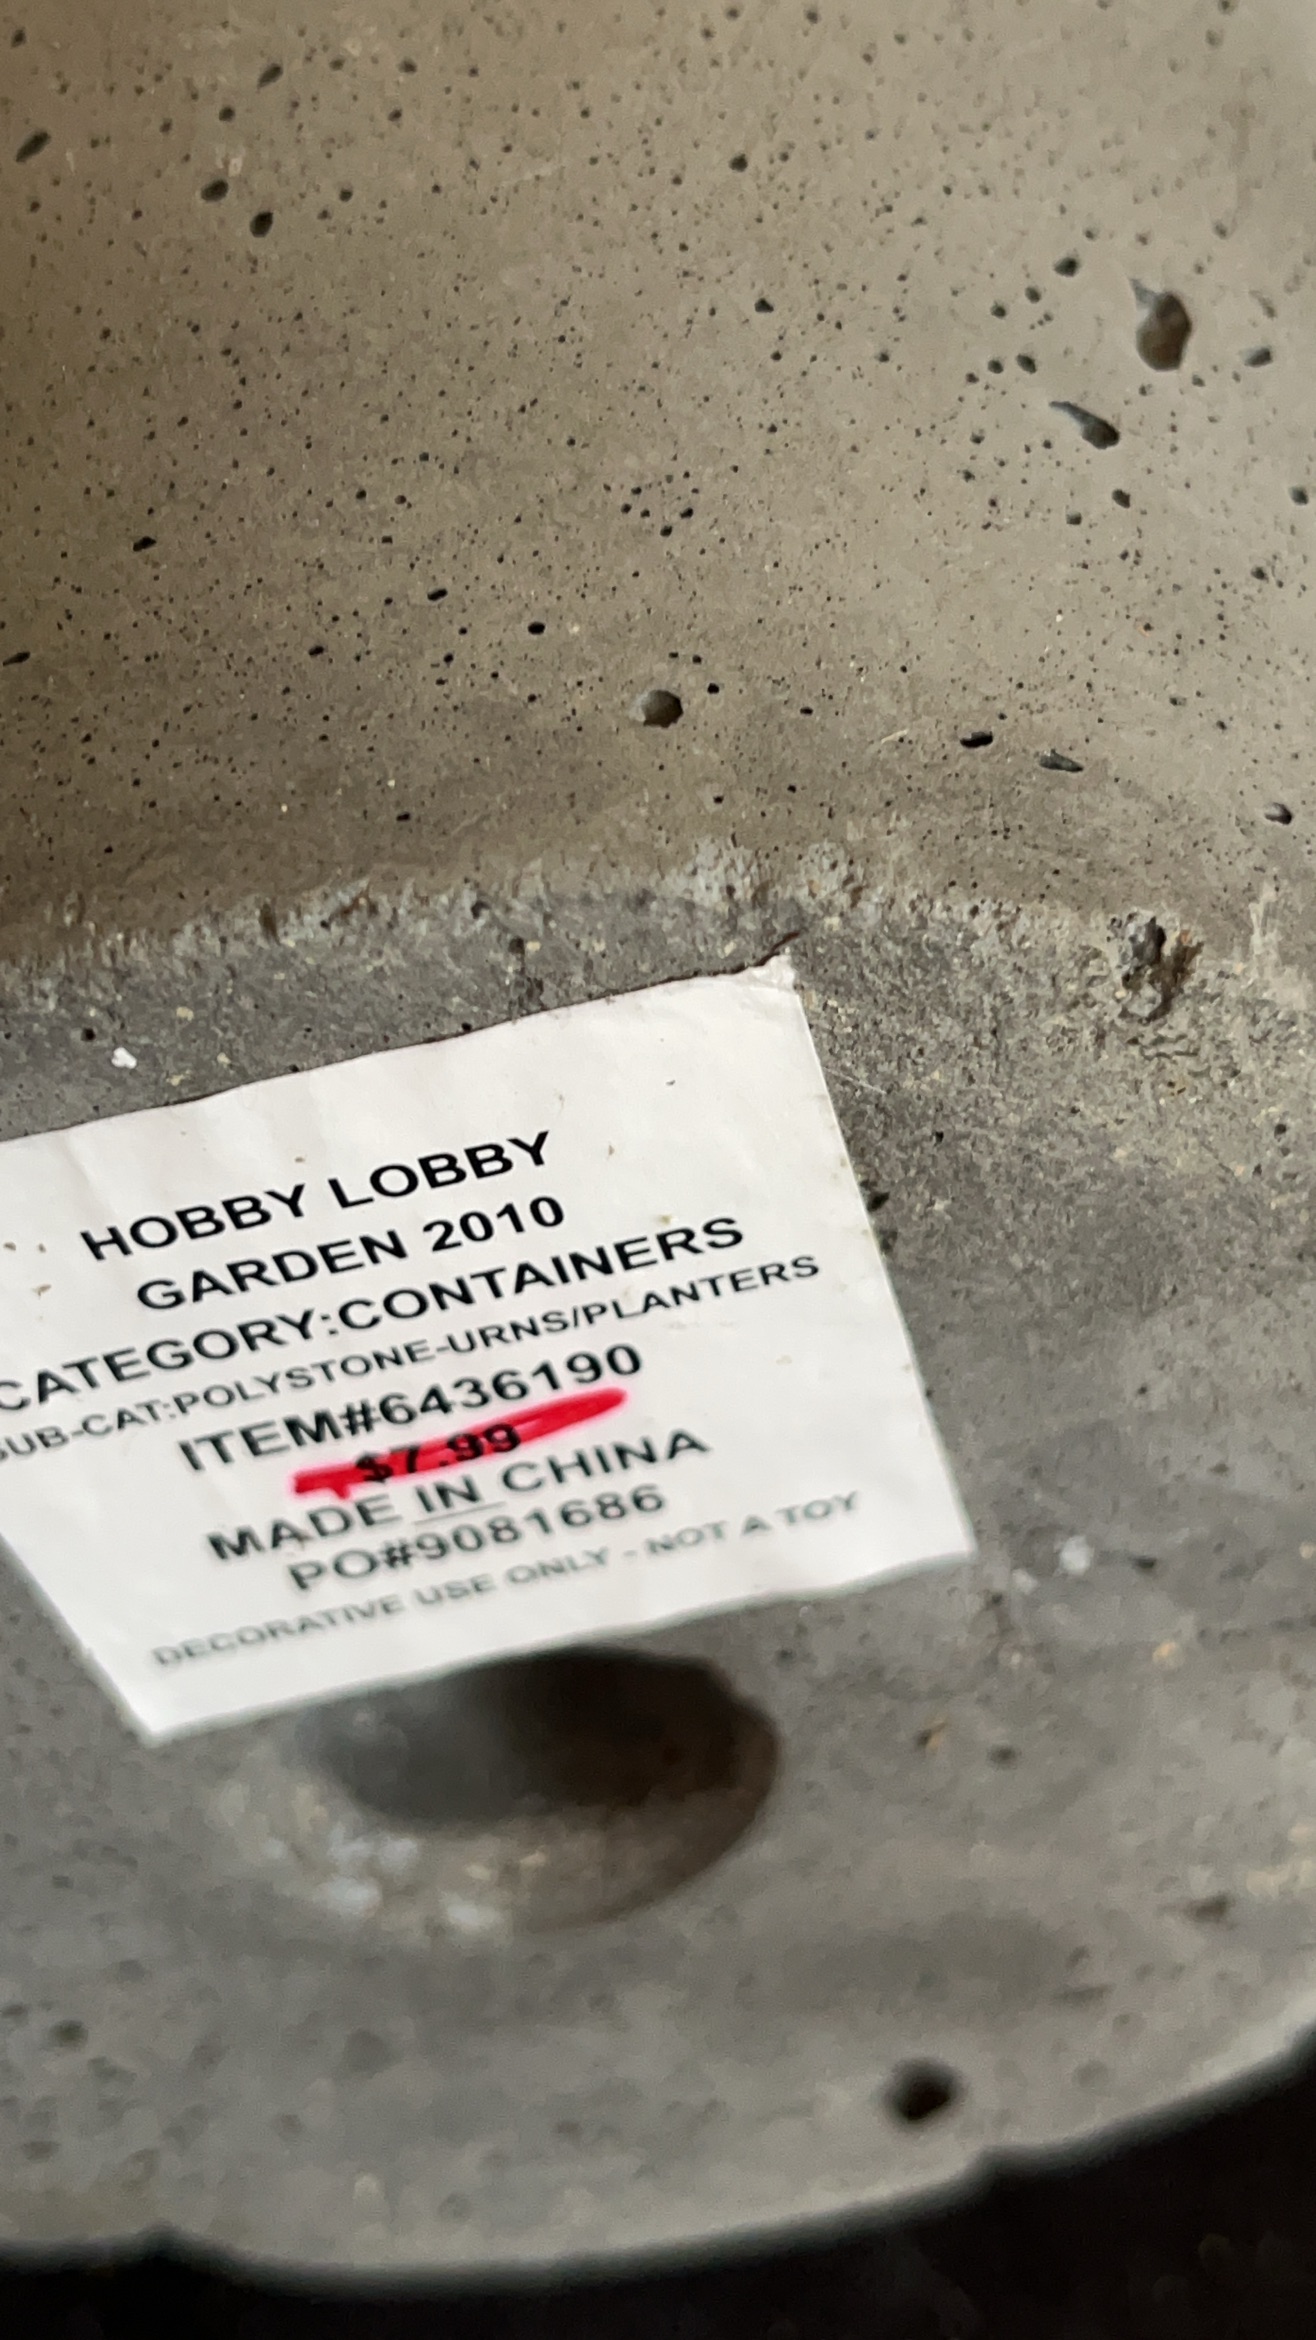 HOBBY LOBBY
GARDEN 2010
CATEGORY:CONTAINERS
SUB-CAT:POLYSTONE-URNS/PLANTERS
ITEM#6436190
$7.99
MADE IN CHINA
PO#9081686
DECORATIVE USE ONLY - NOT A TOY